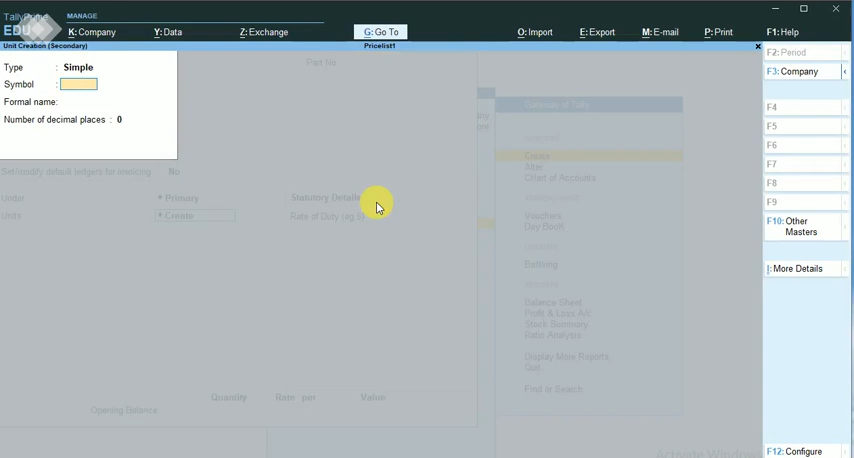 TallyPrime
MANAGE
EDU
K: Company
Y: Data
Z: Exchange
G: Go To
O: Import
E: Export
M: E-mail
P: Print
F1: Help
Unit Creation (Secondary)
Pricelist1
Type : Simple
Symbol :
Formal name:
Number of decimal places : 0
Part No
Set/modify default ledgers for invoicing No
Under Primary
Units Create
Statutory Details
Rate of Duty (eg 5)
Quantity Rate per Value
Opening Balance
Gateway of Tally
Create
Alter
CHart of Accounts
Vouchers
Day BooK
BaNking
Balance Sheet
Profit & Loss A/c
Stock Summary
Ratio Analysis
Display More Reports
Quit
Find or Search
F2: Period
F3: Company
F4
F5
F6
F7
F8
F9
F10: Other
Masters
I: More Details
F12: Configure
Activate Windows